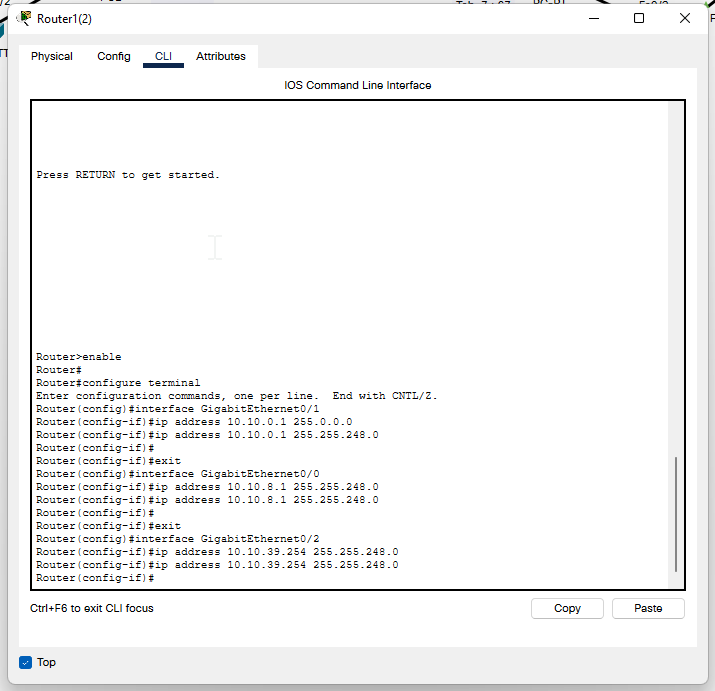 Router1(2)
Physical Config CLI Attributes
IOS Command Line Interface
Press RETURN to get started.
Router>enable
Router#
Router#configure terminal
Enter configuration commands, one per line.  End with CNTL/Z.
Router(config)#interface GigabitEthernet0/1
Router(config-if)#ip address 10.10.0.1 255.0.0.0
Router(config-if)#ip address 10.10.0.1 255.255.248.0
Router(config-if)#
Router(config-if)#exit
Router(config)#interface GigabitEthernet0/0
Router(config-if)#ip address 10.10.8.1 255.255.248.0
Router(config-if)#ip address 10.10.8.1 255.255.248.0
Router(config-if)#
Router(config-if)#exit
Router(config)#interface GigabitEthernet0/2
Router(config-if)#ip address 10.10.39.254 255.255.248.0
Router(config-if)#ip address 10.10.39.254 255.255.248.0
Router(config-if)#
Ctrl+F6 to exit CLI focus
Copy Paste
Top